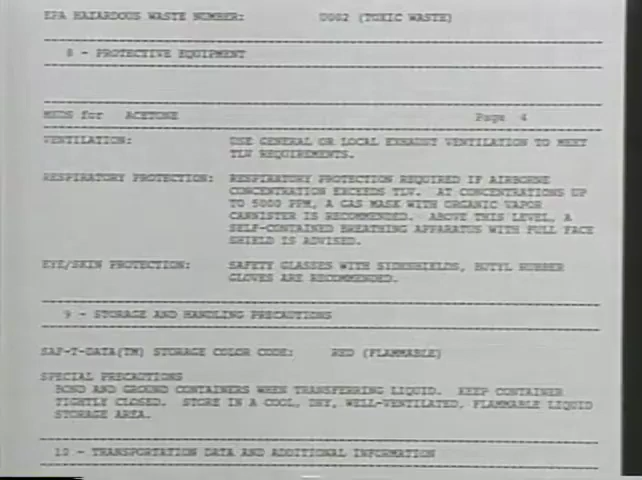 EPA HAZARDOUS WASTE NUMBER: U002 (TOXIC WASTE)
8 - PROTECTIVE EQUIPMENT
MSDS for ACETONE Page 4
VENTILATION: USE GENERAL OR LOCAL EXHAUST VENTILATION TO MEET
TLV REQUIREMENTS.
RESPIRATORY PROTECTION: RESPIRATORY PROTECTION REQUIRED IF AIRBORNE
CONCENTRATION EXCEEDS TLV. AT CONCENTRATIONS UP
TO 5000 PPM, A GAS MASK WITH ORGANIC VAPOR
CANNISTER IS RECOMMENDED. ABOVE THIS LEVEL, A
SELF-CONTAINED BREATHING APPARATUS WITH FULL FACE
SHIELD IS ADVISED.
EYE/SKIN PROTECTION: SAFETY GLASSES WITH SIDESHIELDS, BUTYL RUBBER
GLOVES ARE RECOMMENDED.
9 - STORAGE AND HANDLING PRECAUTIONS
SAF-T-DATA(TM) STORAGE COLOR CODE: RED (FLAMMABLE)
SPECIAL PRECAUTIONS
BOND AND GROUND CONTAINERS WHEN TRANSFERRING LIQUID. KEEP CONTAINER
TIGHTLY CLOSED. STORE IN A COOL, DRY, WELL-VENTILATED, FLAMMABLE LIQUID
STORAGE AREA.
10 - TRANSPORTATION DATA AND ADDITIONAL INFORMATION